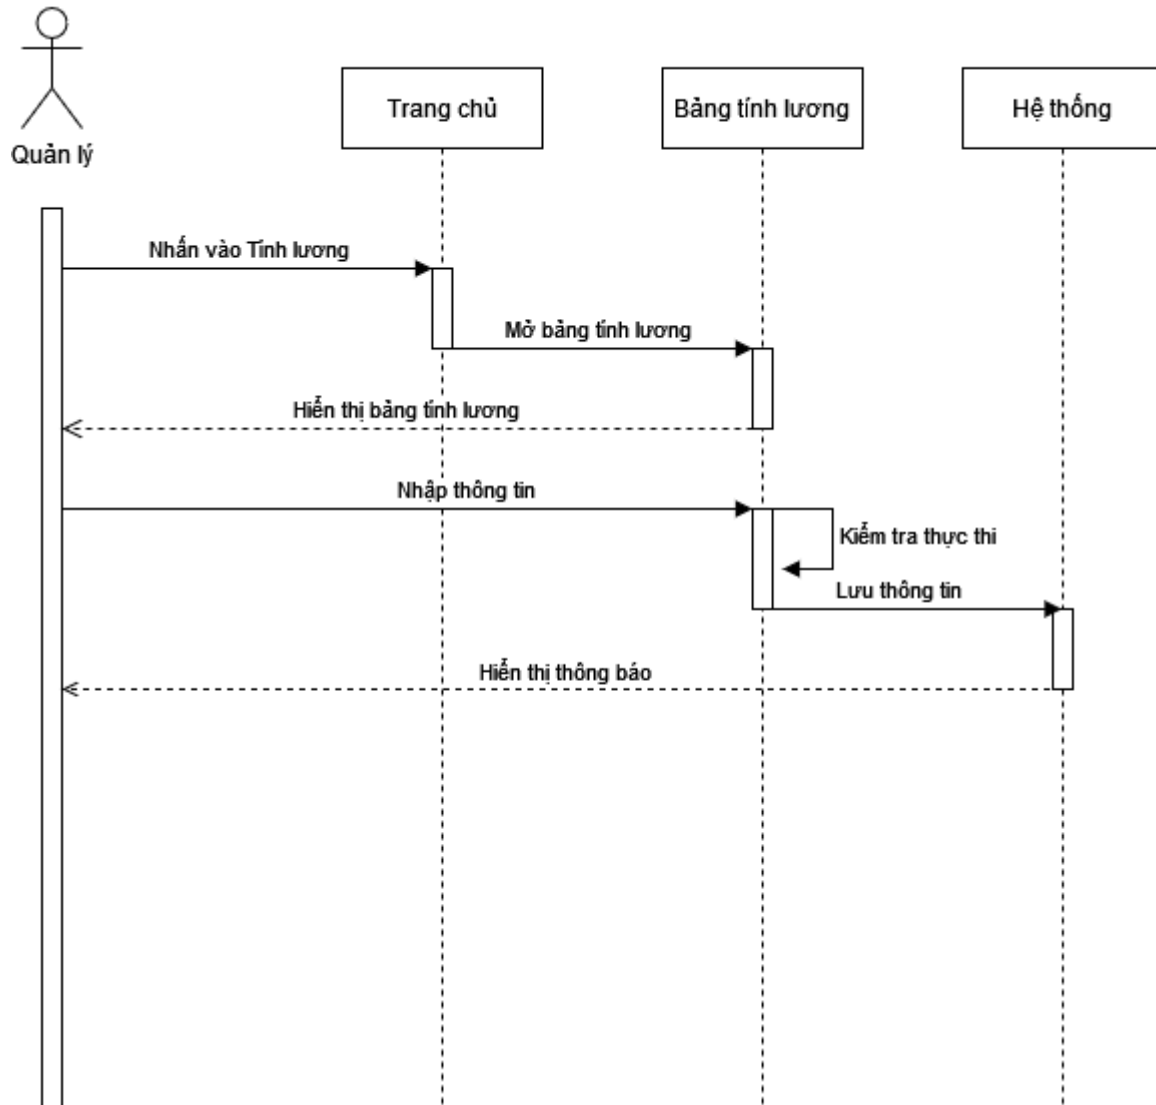 Quản lý
Trang chủ
Bảng tính lương
Hệ thống
Nhấn vào Tính lương
Mở bảng tính lương
Hiển thị bảng tính lương
Nhập thông tin
Kiểm tra thực thi
Lưu thông tin
Hiển thị thông báo